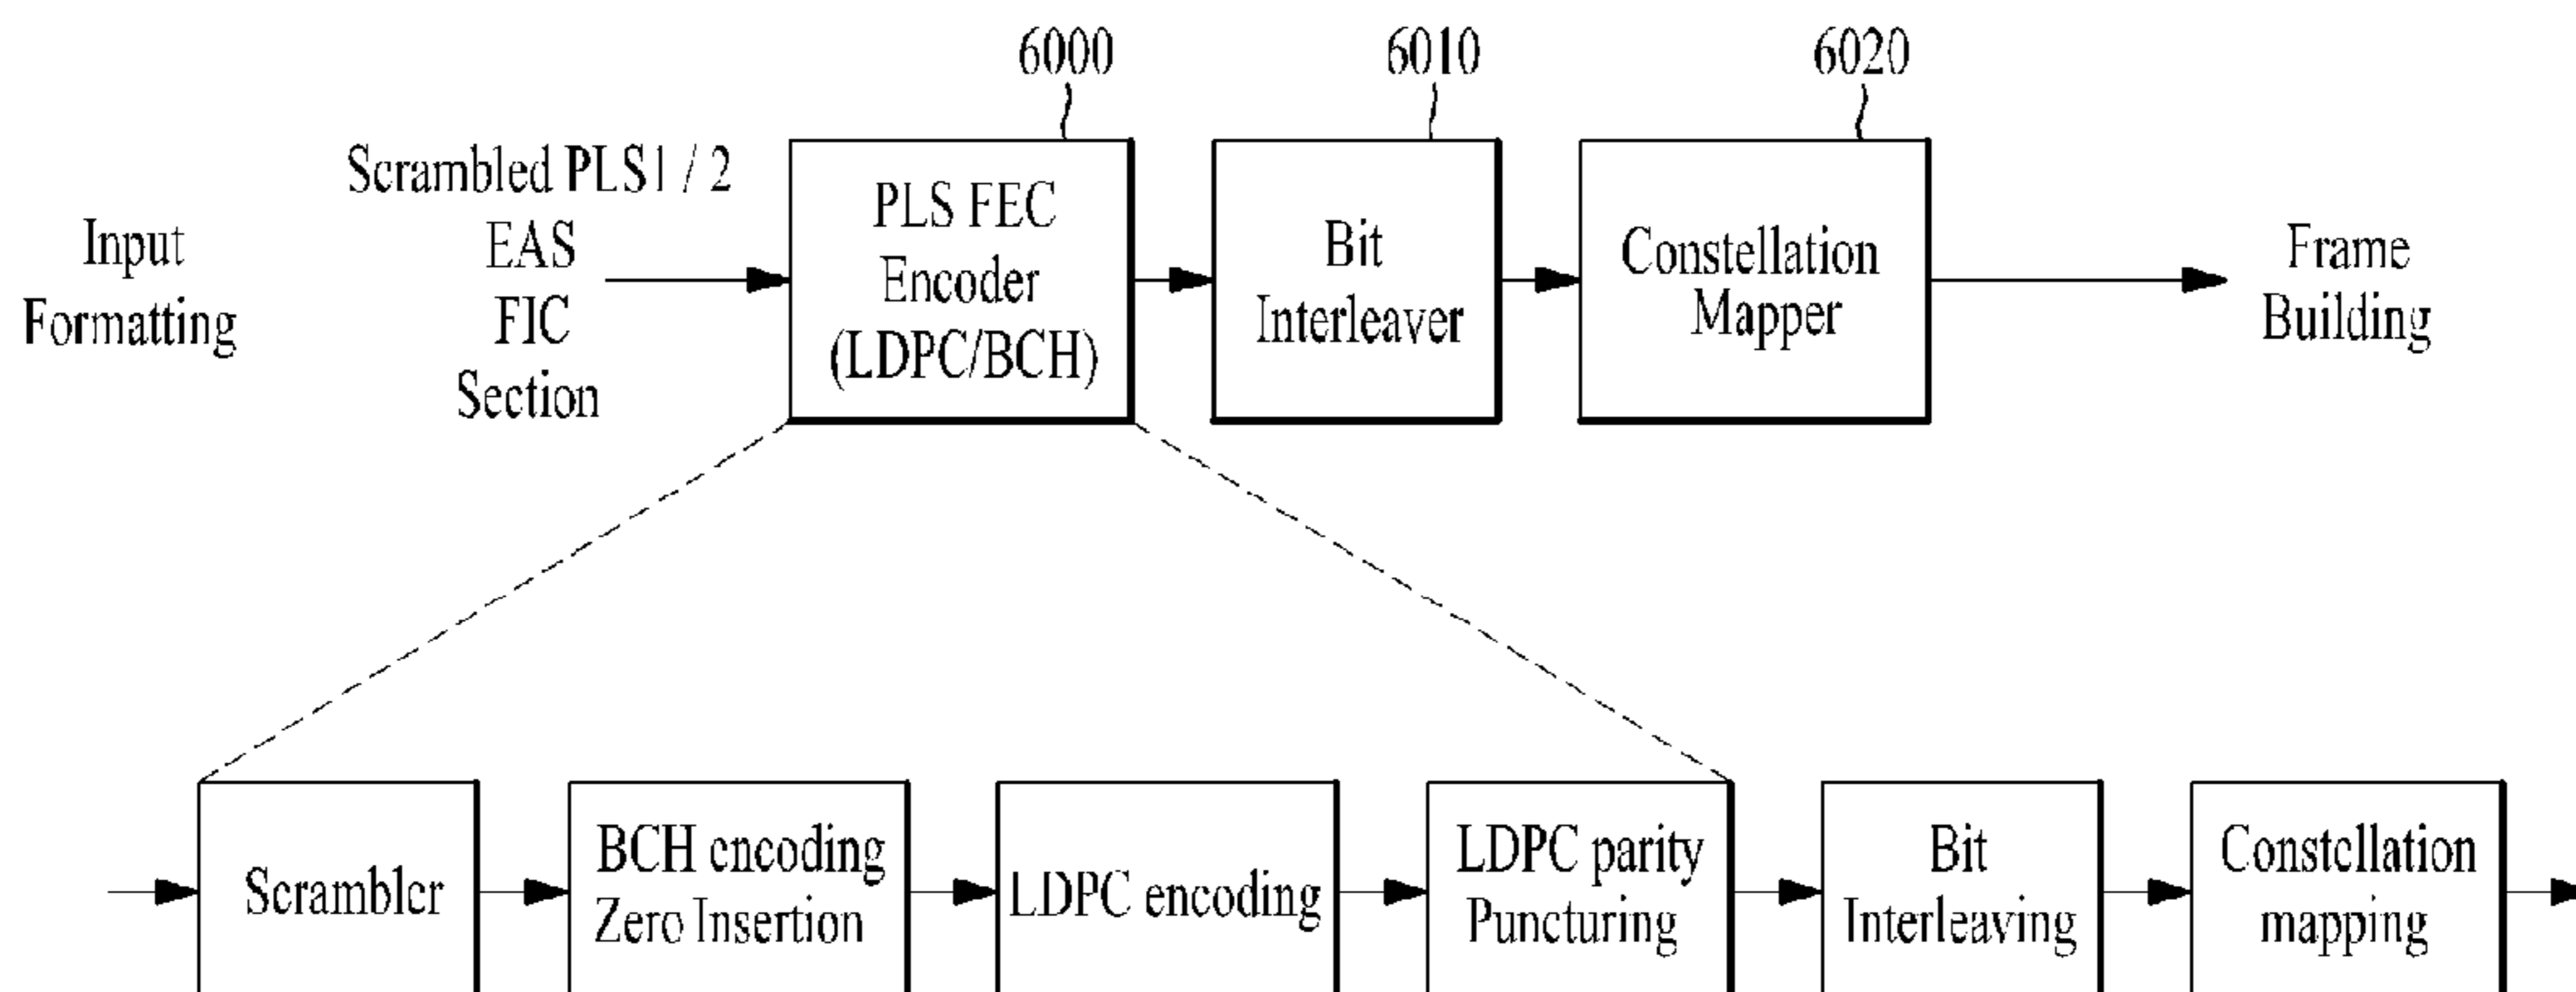 6000
6010
6020
Input
Formatting
Scrambled PLS1 / 2
EAS
FIC
Section
PLS FEC
Encoder
(LDPC/BCH)
Bit
Interleaver
Constellation
Mapper
Frame
Building
Scrambler
BCH encoding
Zero Insertion
LDPC encoding
LDPC parity
Puncturing
Bit
Interleaving
Constellation
mapping